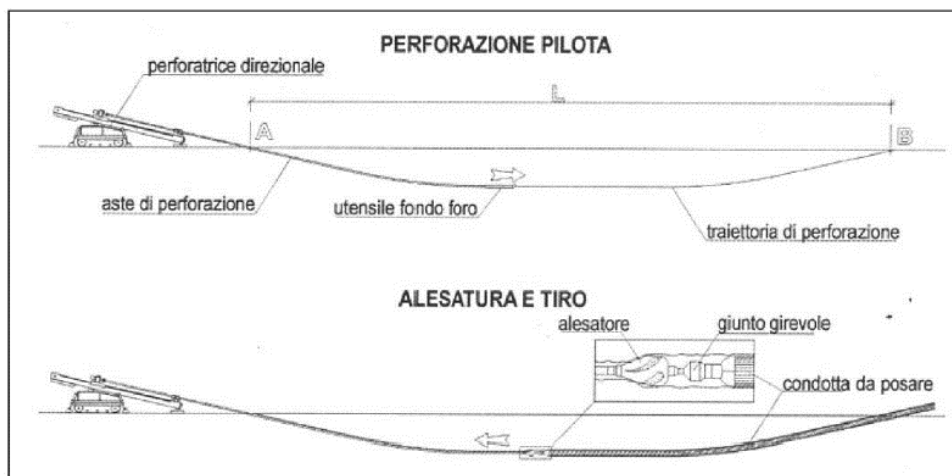 PERFORAZIONE PILOTA
perforatrice direzionale
L
A
B
aste di perforazione
utensile fondo foro
traiettoria di perforazione
ALESATURA E TIRO
alesatore
giunto girevole
condotta da posare